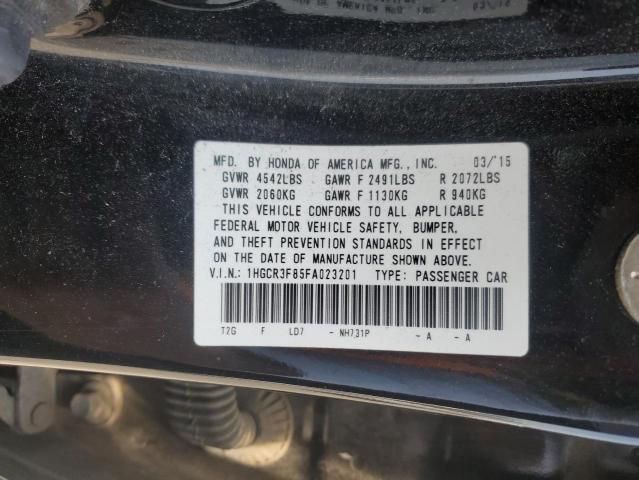 MFD. BY HONDA OF AMERICA MFG., INC. 03/'15
GVWR 4542LBS GAWR F 2491LBS R 2072LBS
GVWR 2060KG GAWR F 1130KG R 940KG
THIS VEHICLE CONFORMS TO ALL APPLICABLE
FEDERAL MOTOR VEHICLE SAFETY, BUMPER,
AND THEFT PREVENTION STANDARDS IN EFFECT
ON THE DATE OF MANUFACTURE SHOWN ABOVE.
V.I.N.: 1HGCR3F85FA023201 TYPE: PASSENGER CAR
T2G F LD7 - NH731P - A - A